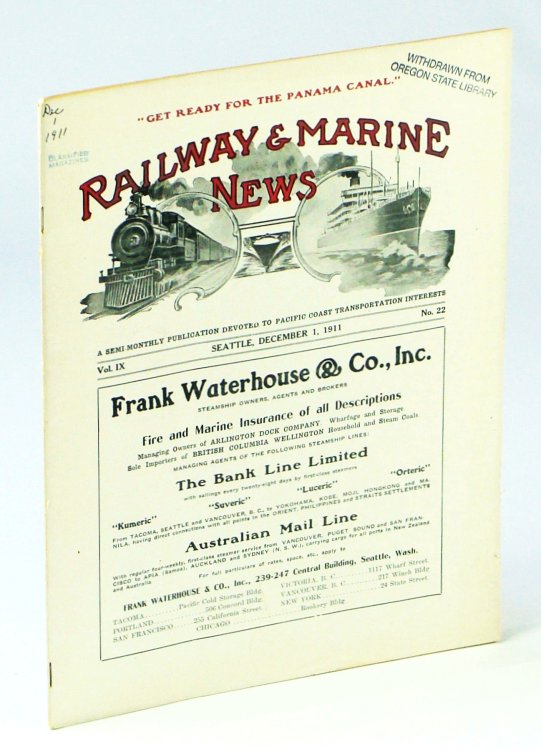 Dec
1
1911
CLASSIFIED
MAGAZINES
WITHDRAWN FROM
OREGON STATE LIBRARY
"GET READY FOR THE PANAMA CANAL."
RAILWAY & MARINE
NEWS
A SEMI-MONTHLY PUBLICATION DEVOTED TO PACIFIC COAST TRANSPORTATION INTERESTS
Vol. IX SEATTLE, DECEMBER 1, 1911 No. 22
Frank Waterhouse & Co., Inc.
STEAMSHIP OWNERS, AGENTS AND BROKERS
Fire and Marine Insurance of all Descriptions
Managing Owners of ARLINGTON DOCK COMPANY Wharfage and Storage
Sole Importers of BRITISH COLUMBIA WELLINGTON Household and Steam Coals
MANAGING AGENTS OF THE FOLLOWING STEAMSHIP LINES:
The Bank Line Limited
with sailings every twenty-eight days by first-class steamers
"Kumeric" "Suveric" "Luceric" "Orteric"
From TACOMA, SEATTLE and VANCOUVER, B. C., to YOKOHAMA, KOBE, MOJI, HONGKONG and MA-
NILA, having direct connections with all points in the ORIENT, PHILIPPINES and STRAITS SETTLEMENTS
Australian Mail Line
With regular four-weekly, first-class steamer service from VANCOUVER, PUGET SOUND and SAN FRAN-
CISCO to APIA (Samoa), AUCKLAND and SYDNEY (N. S. W.), carrying cargo for all ports in New Zealand
and Australia
For full particulars of rates, space, etc., apply to
FRANK WATERHOUSE & CO., Inc., 239-247 Central Building, Seattle, Wash.
TACOMA Pacific Cold Storage Bldg. VICTORIA, B. C. 1117 Wharf Street.
PORTLAND 506 Concord Bldg. VANCOUVER, B. C. 217 Winch Bldg
SAN FRANCISCO 255 California Street. NEW YORK 24 State Street.
CHICAGO Rookery Bldg